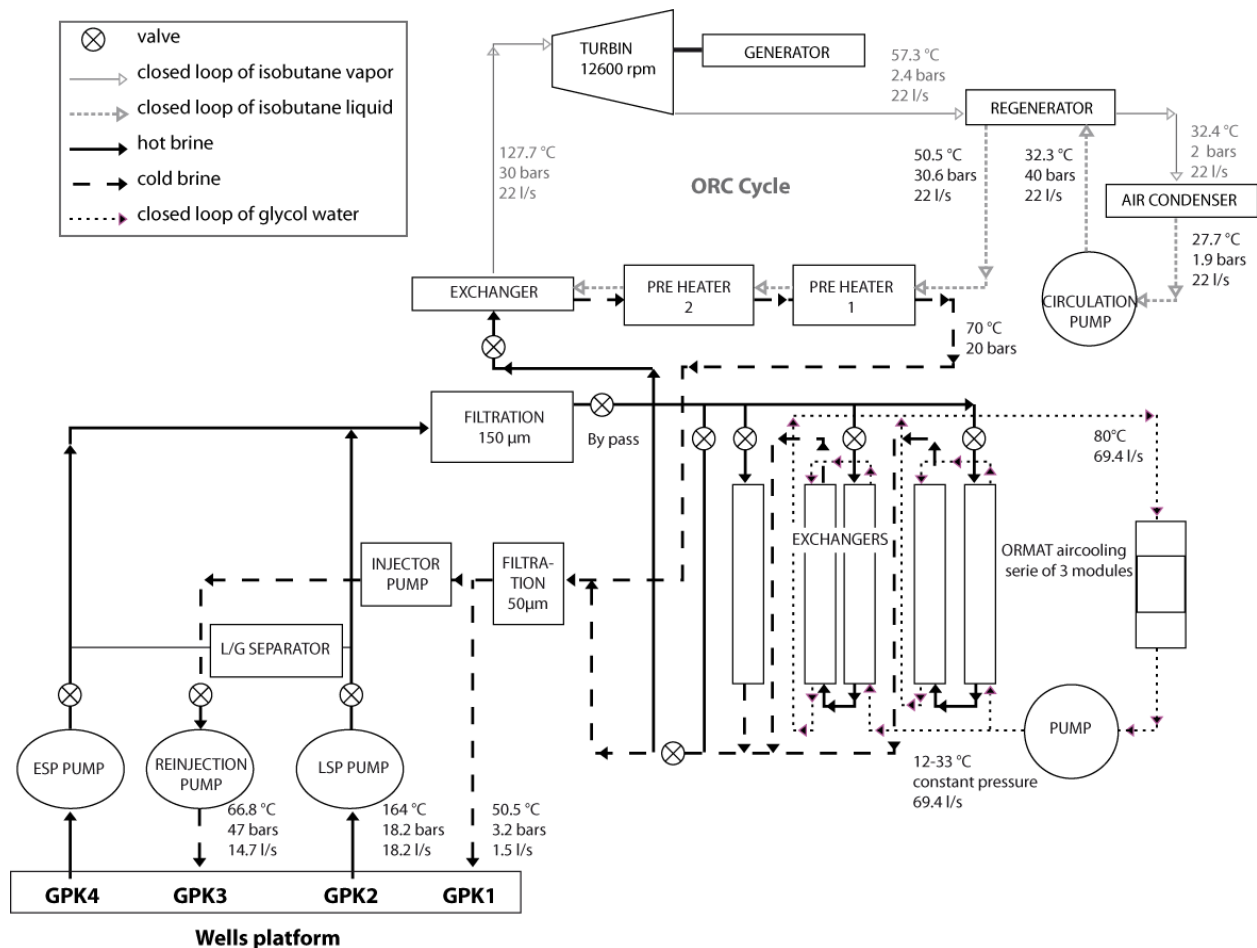 valve
closed loop of isobutane vapor
closed loop of isobutane liquid
hot brine
cold brine
closed loop of glycol water
TURBIN
12600 rpm
GENERATOR
57.3 °C
2.4 bars
22 l/s
REGENERATOR
127.7 °C
30 bars
22 l/s
ORC Cycle
50.5 °C
30.6 bars
22 l/s
32.3 °C
40 bars
22 l/s
32.4 °C
2 bars
22 l/s
AIR CONDENSER
27.7 °C
1.9 bars
22 l/s
CIRCULATION
PUMP
EXCHANGER
PRE HEATER
2
PRE HEATER
1
70 °C
20 bars
FILTRATION
150 µm
By pass
80°C
69.4 l/s
EXCHANGERS
ORMAT aircooling
serie of 3 modules
INJECTOR
PUMP
FILTRA-
TION
50µm
L/G SEPARATOR
ESP PUMP
REINJECTION
PUMP
LSP PUMP
PUMP
12-33 °C
constant pressure
69.4 l/s
66.8 °C
47 bars
14.7 l/s
164 °C
18.2 bars
18.2 l/s
50.5 °C
3.2 bars
1.5 l/s
GPK4
GPK3
GPK2
GPK1
Wells platform